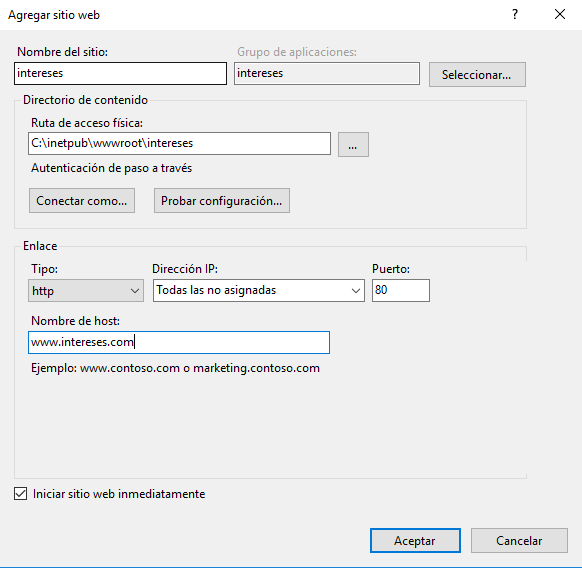 Agregar sitio web ? ×
Nombre del sitio: Grupo de aplicaciones:
intereses intereses Seleccionar...
Directorio de contenido
Ruta de acceso física:
C:\inetpub\wwwroot\intereses ...
Autenticación de paso a través
Conectar como... Probar configuración...
Enlace
Tipo: Dirección IP: Puerto:
http Todas las no asignadas 80
Nombre de host:
www.intereses.com
Ejemplo: www.contoso.com o marketing.contoso.com
Iniciar sitio web inmediatamente
Aceptar Cancelar